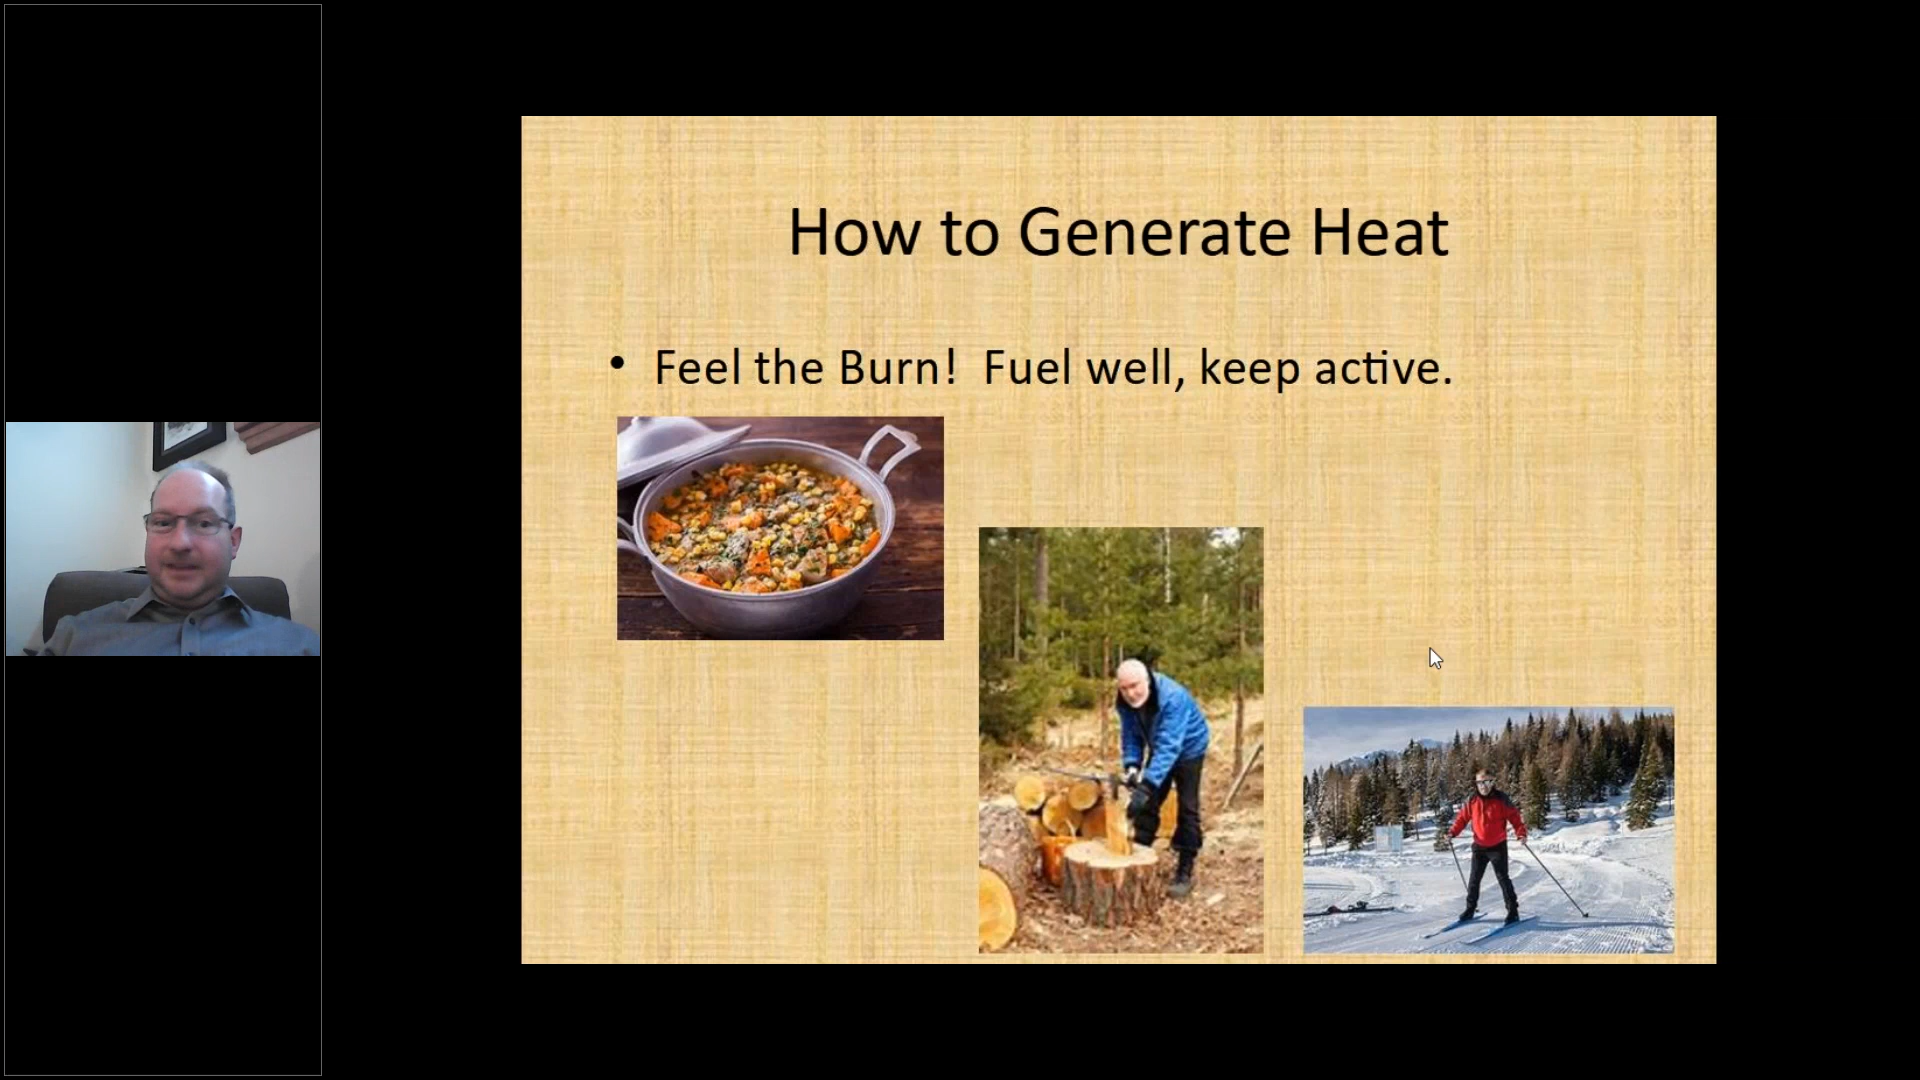 How to Generate Heat
• Feel the Burn!  Fuel well, keep active.